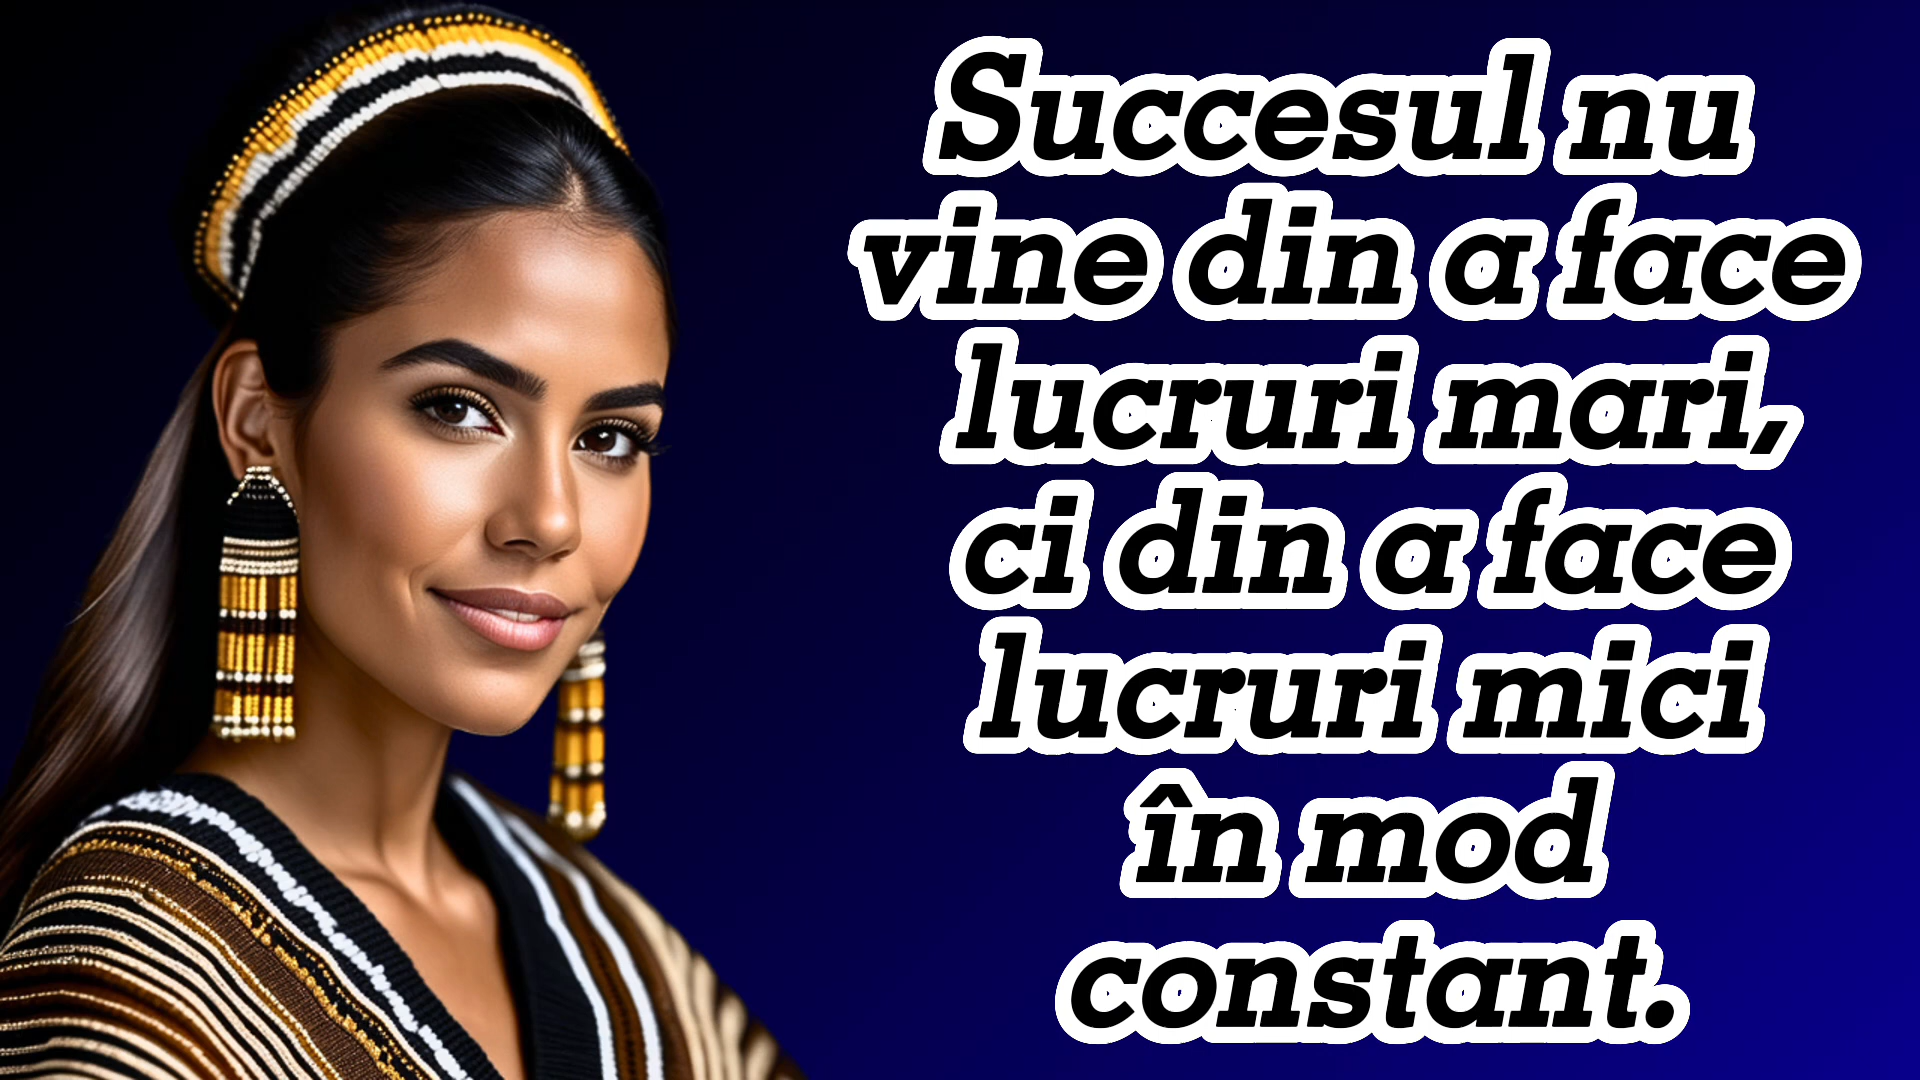 Succesul nu
vine din a face
lucruri mari,
ci din a face
lucruri mici
în mod
constant.